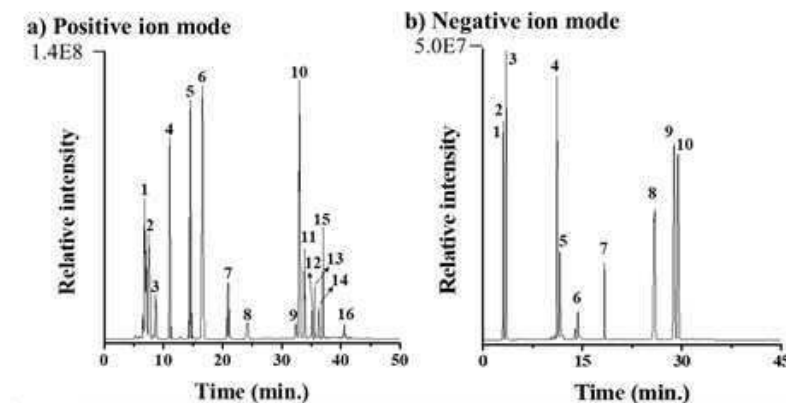 a) Positive ion mode
1.4E8
Relative intensity
1
2
3
4
5
6
7
8
9
10
11
12
13
14
15
16
0 10 20 30 40 50
Time (min.)
b) Negative ion mode
5.0E7
Relative intensity
1
2
3
4
5
6
7
8
9
10
0 15 30 45
Time (min.)